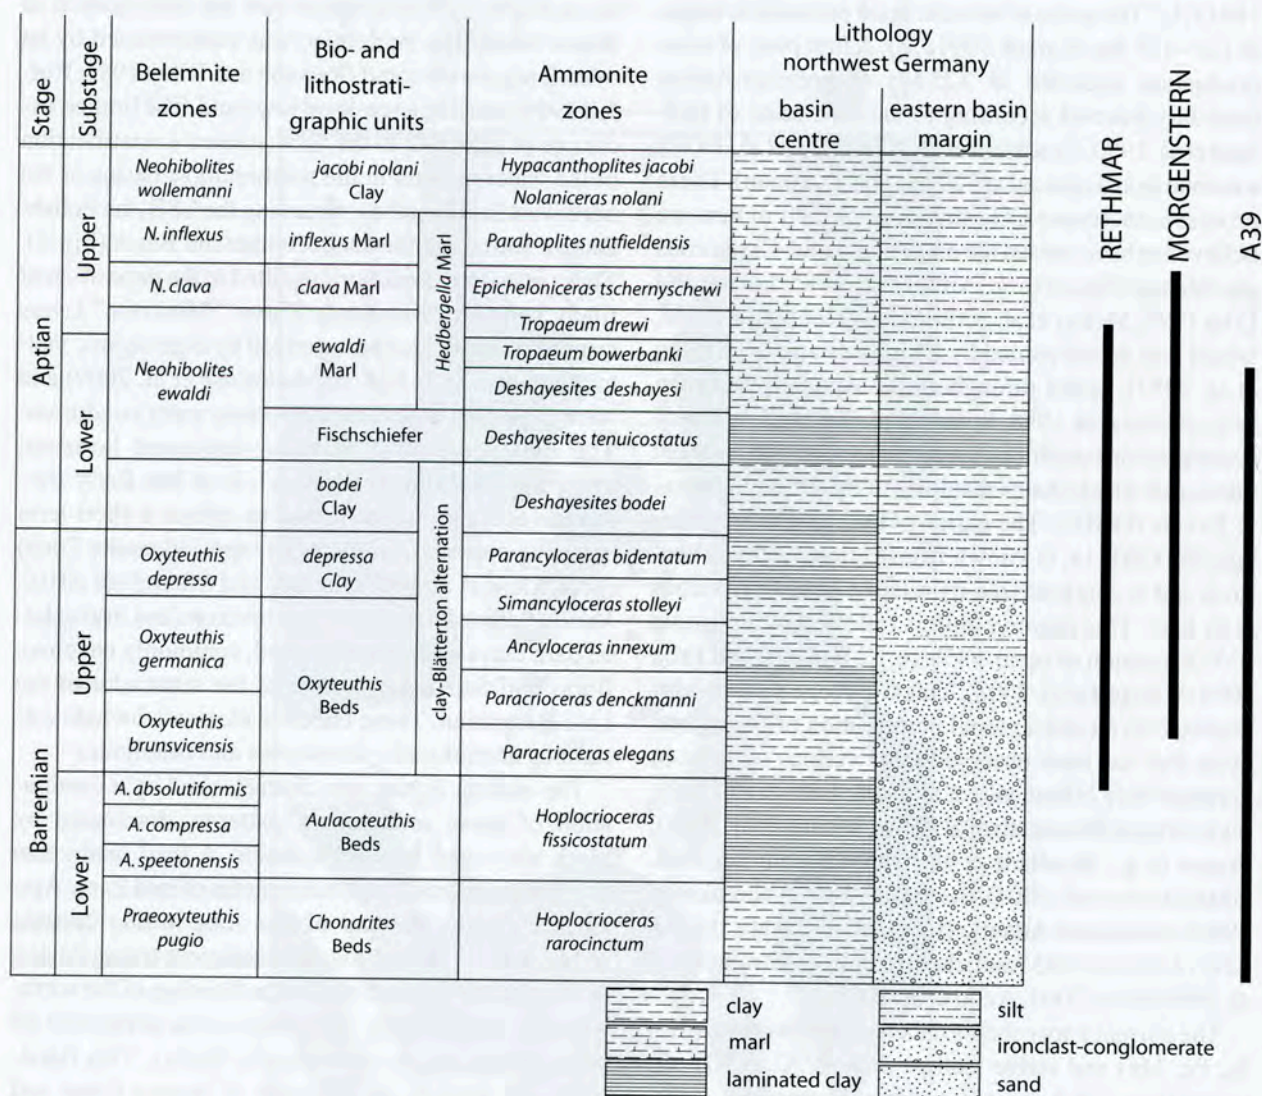 Stage
Substage
Belemnite
zones
Bio- and
lithostrati-
graphic units
Ammonite
zones
Lithology
northwest Germany
basin
centre
eastern basin
margin
RETHMAR
MORGENSTERN
A39
Aptian
Upper
Lower
Barremian
Upper
Lower
Neohibolites
wollemanni
N. inflexus
N. clava
Neohibolites
ewaldi
Oxyteuthis
depressa
Oxyteuthis
germanica
Oxyteuthis
brunsvicensis
A. absolutiformis
A. compressa
A. speetonensis
Praeoxyteuthis
pugio
jacobi nolani
Clay
inflexus Marl
clava Marl
ewaldi
Marl
Hedbergella Marl
Fischschiefer
bodei
Clay
depressa
Clay
Oxyteuthis
Beds
clay-Blätterton alternation
Aulacoteuthis
Beds
Chondrites
Beds
Hypacanthoplites jacobi
Nolaniceras nolani
Parahoplites nutfieldensis
Epicheloniceras tschernyschewi
Tropaeum drewi
Tropaeum bowerbanki
Deshayesites deshayesi
Deshayesites tenuicostatus
Deshayesites bodei
Parancyloceras bidentatum
Simancyloceras stolleyi
Ancyloceras innexum
Paracrioceras denckmanni
Paracrioceras elegans
Hoplocrioceras
fissicostatum
Hoplocrioceras
rarocinctum
clay
marl
laminated clay
silt
ironclast-conglomerate
sand